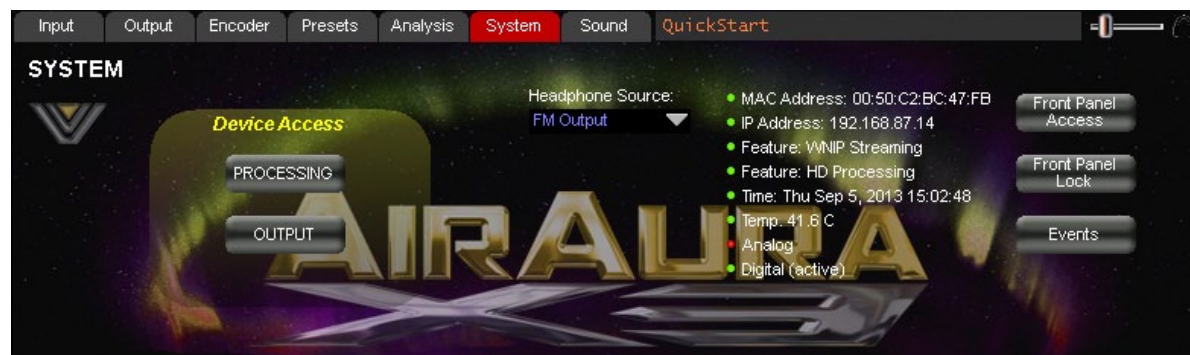 Input Output Encoder Presets Analysis System Sound QuickStart
SYSTEM
Device Access
PROCESSING
OUTPUT
Headphone Source:
FM Output
MAC Address: 00:50:C2:BC:47:FB
IP Address: 192.168.87.14
Feature: WNIP Streaming
Feature: HD Processing
Time: Thu Sep 5, 2013 15:02:48
Temp. 41.6 C
Analog
Digital (active)
Front Panel
Access
Front Panel
Lock
Events
AIRAURA
X3